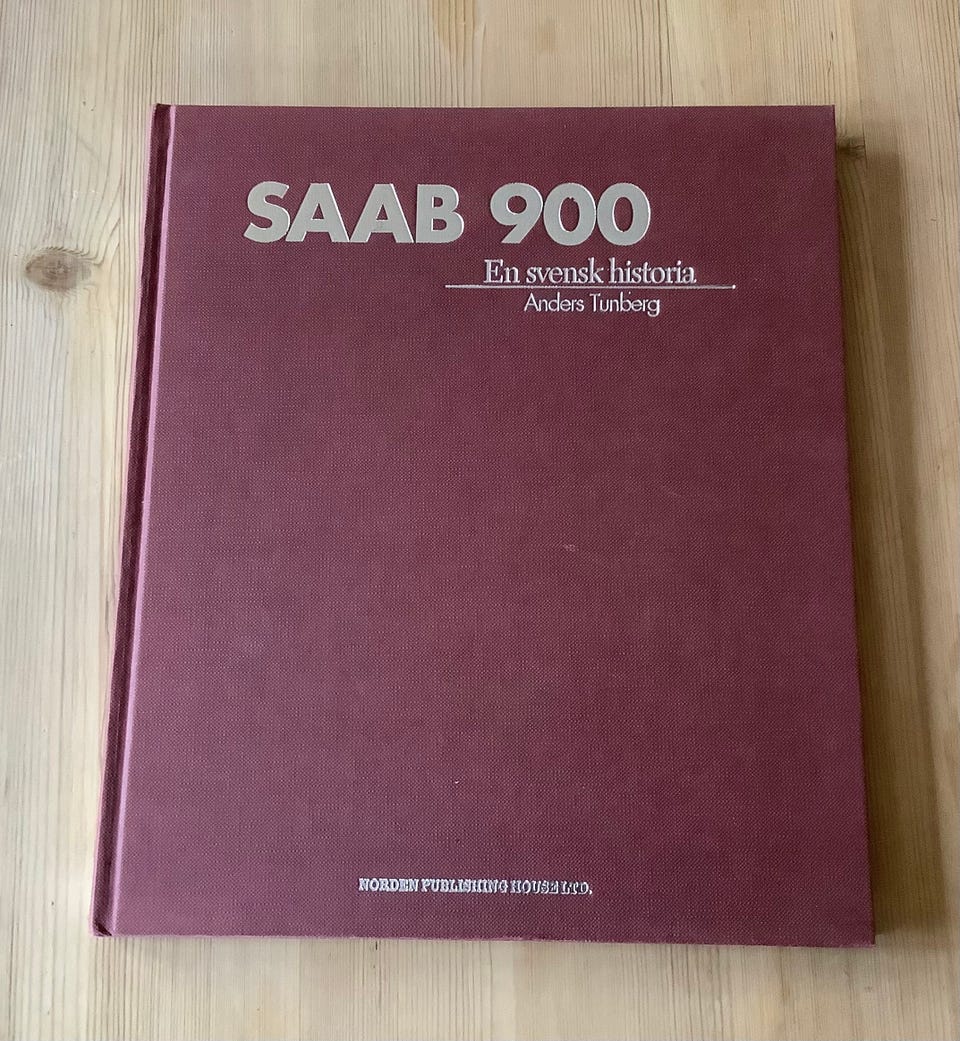 SAAB 900
En svensk historia
Anders Tunberg
NORDEN PUBLISHING HOUSE LTD.